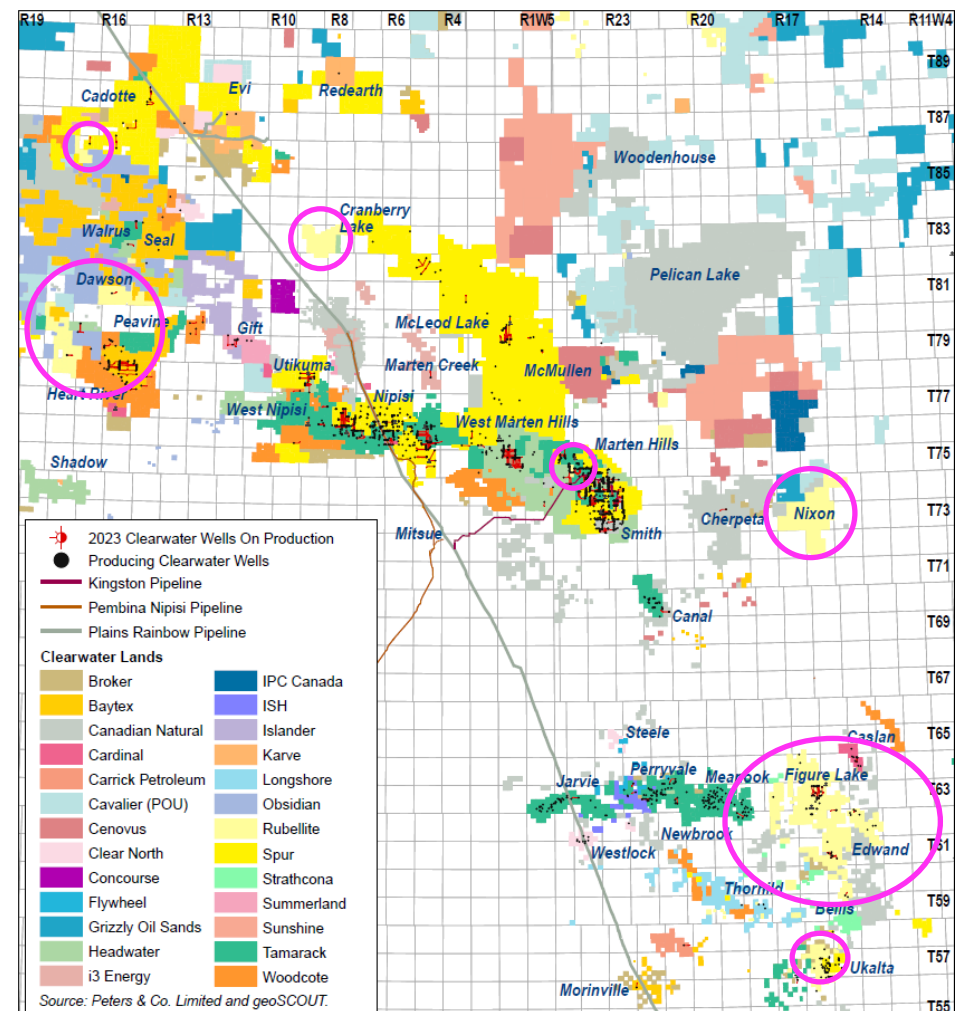 R19 R16 R13 R10 R8 R6 R4 R1W5 R23 R20 R17 R14 R11W4
T89
Cadotte Evi Redearth
T87
Woodenhouse
T85
Cranberry
Lake
Walrus Seal
T83
Dawson Pelican Lake
T81
Peavine Gift McLeod Lake
T79
Utikuma Marten Creek McMullen
Heart River
T77
West Nipisi Nipisi
West Marten Hills Marten Hills
T75
Shadow
Cherpeta Nixon
T73
Mitsue Smith
T71
Canal
T69
T67
T65
Steele Caslan
Jarvie Perryvale Meanook Figure Lake
T63
Newbrook Edwand
T61
Westlock
Thornild Bellis
T59
Ukalta
T57
Morinville
T55
2023 Clearwater Wells On Production
Producing Clearwater Wells
Kingston Pipeline
Pembina Nipisi Pipeline
Plains Rainbow Pipeline
Clearwater Lands
Broker IPC Canada
Baytex ISH
Canadian Natural Islander
Cardinal Karve
Carrick Petroleum Longshore
Cavalier (POU) Obsidian
Cenovus Rubellite
Clear North Spur
Concourse Strathcona
Flywheel Summerland
Grizzly Oil Sands Sunshine
Headwater Tamarack
i3 Energy Woodcote
Source: Peters & Co. Limited and geoSCOUT.